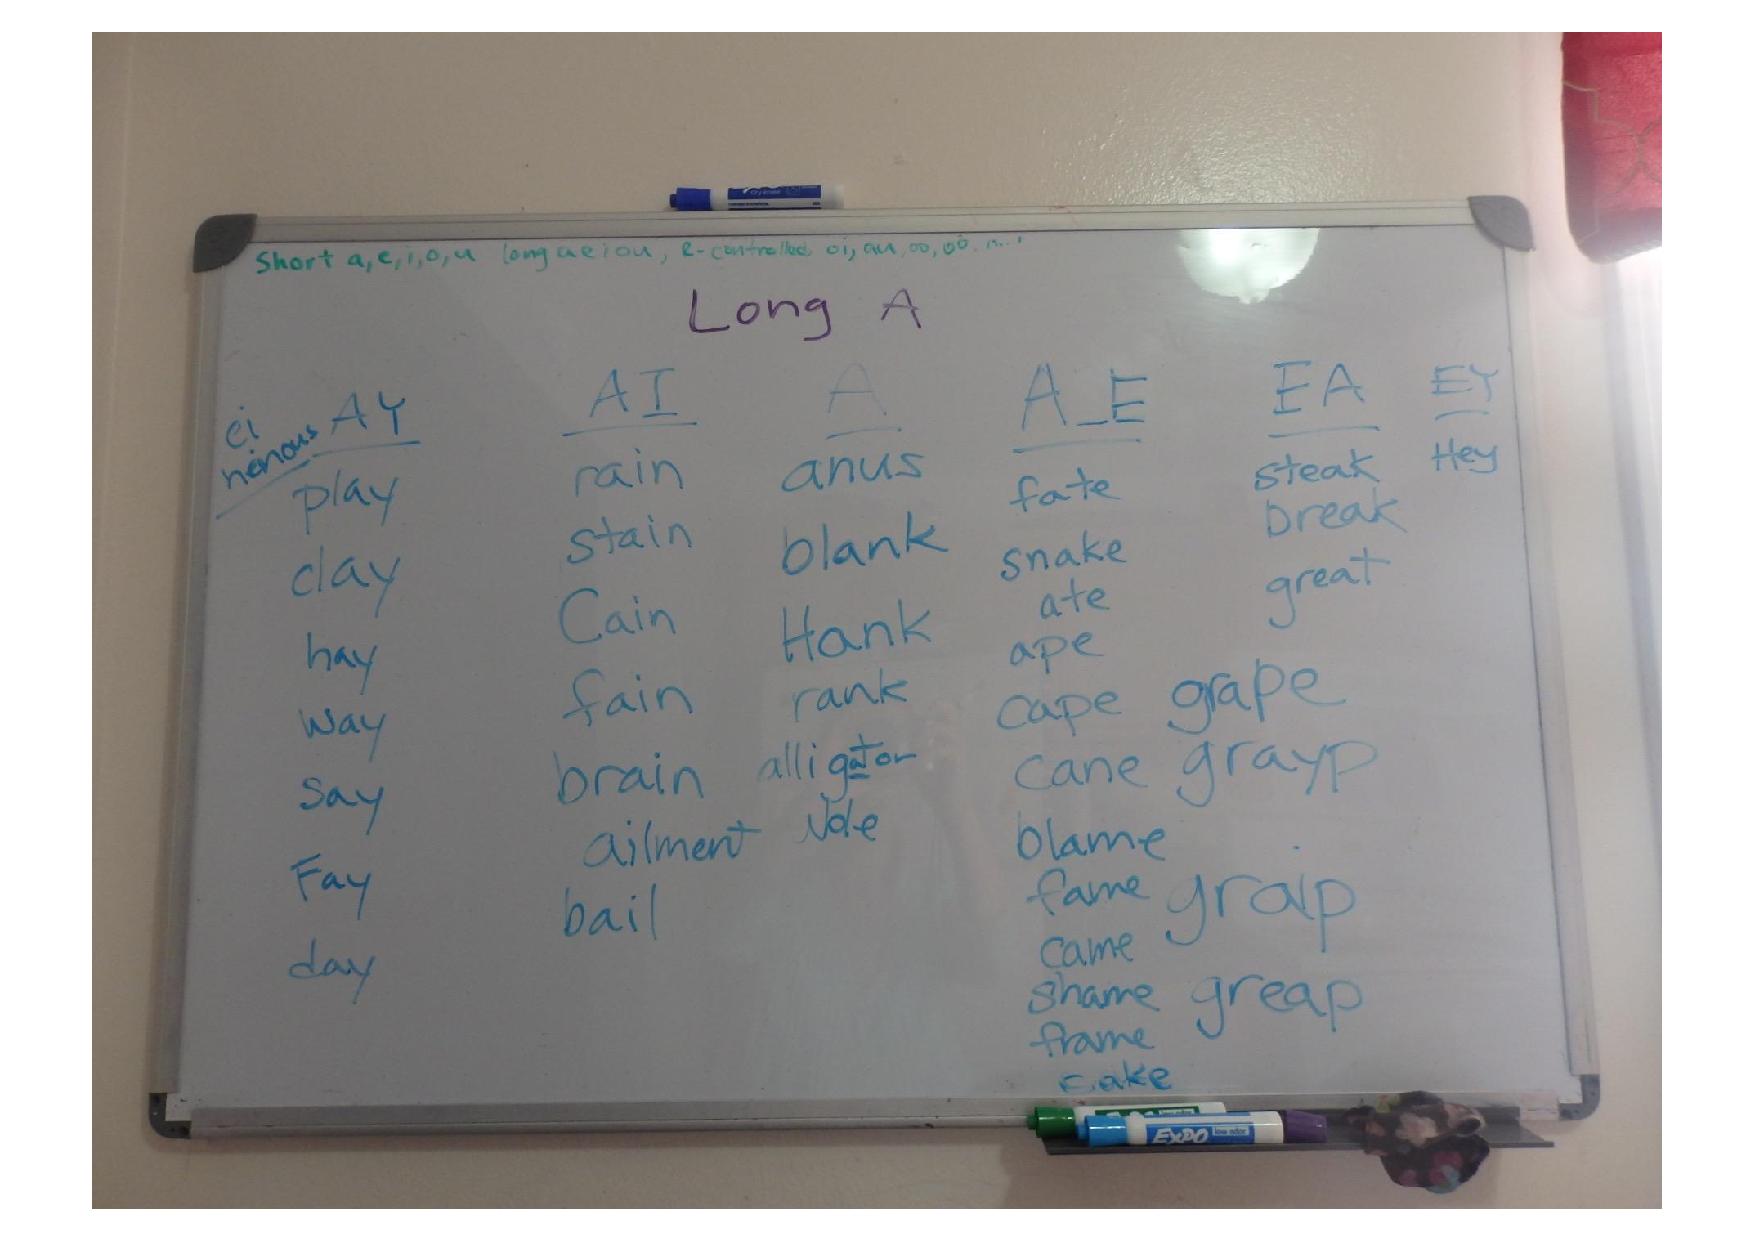 Short a, e, i, o, u long a e i o u, R-controlled, oi, au, oo, oo
Long A
ei
AY
play
clay
hay
way
say
Fay
day
AI
rain
stain
Cain
fain
brain
ailment
bail
A
anus
blank
Hank
rank
alligator
A_E
fate
snake
ate
ape
cape
cane
blame
fame
came
shame
frame
cake
grape
grayp
graip
greap
EA
steak
break
great
EY
Hey
EXPO low odor